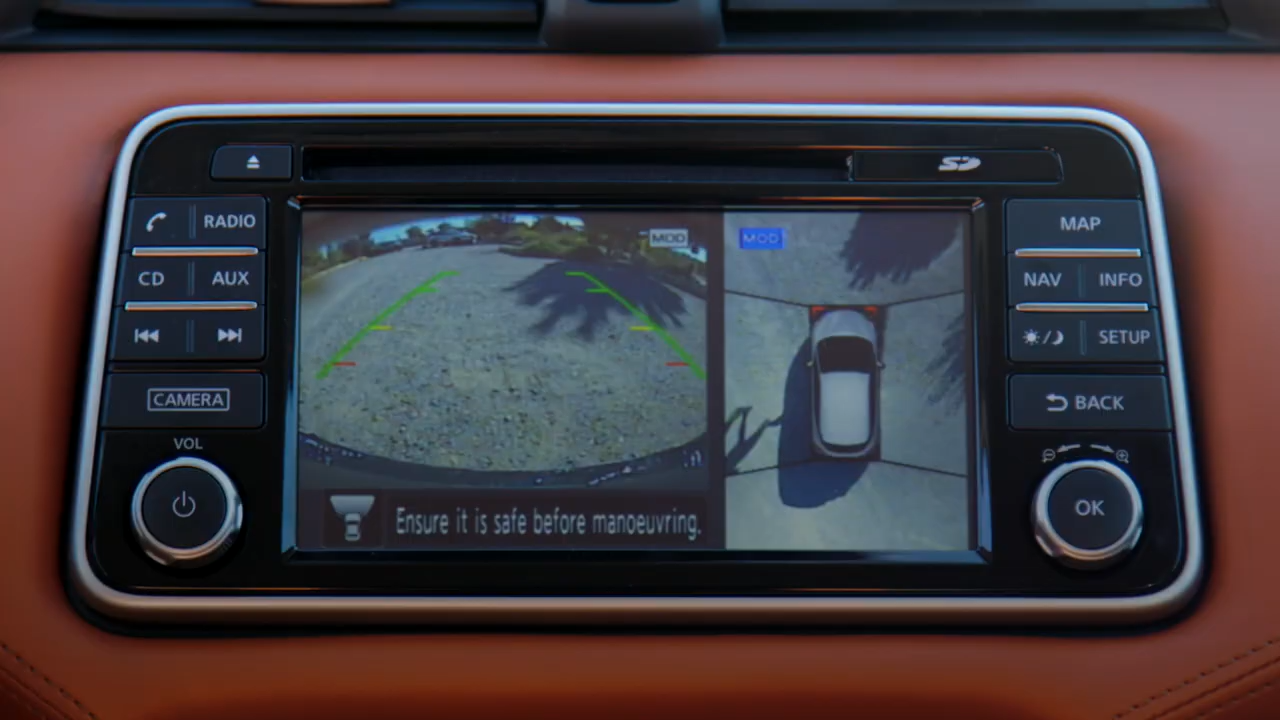 SD
RADIO
CD AUX
CAMERA
VOL
MOD
MOD
Ensure it is safe before manoeuvring.
MAP
NAV INFO
SETUP
BACK
OK